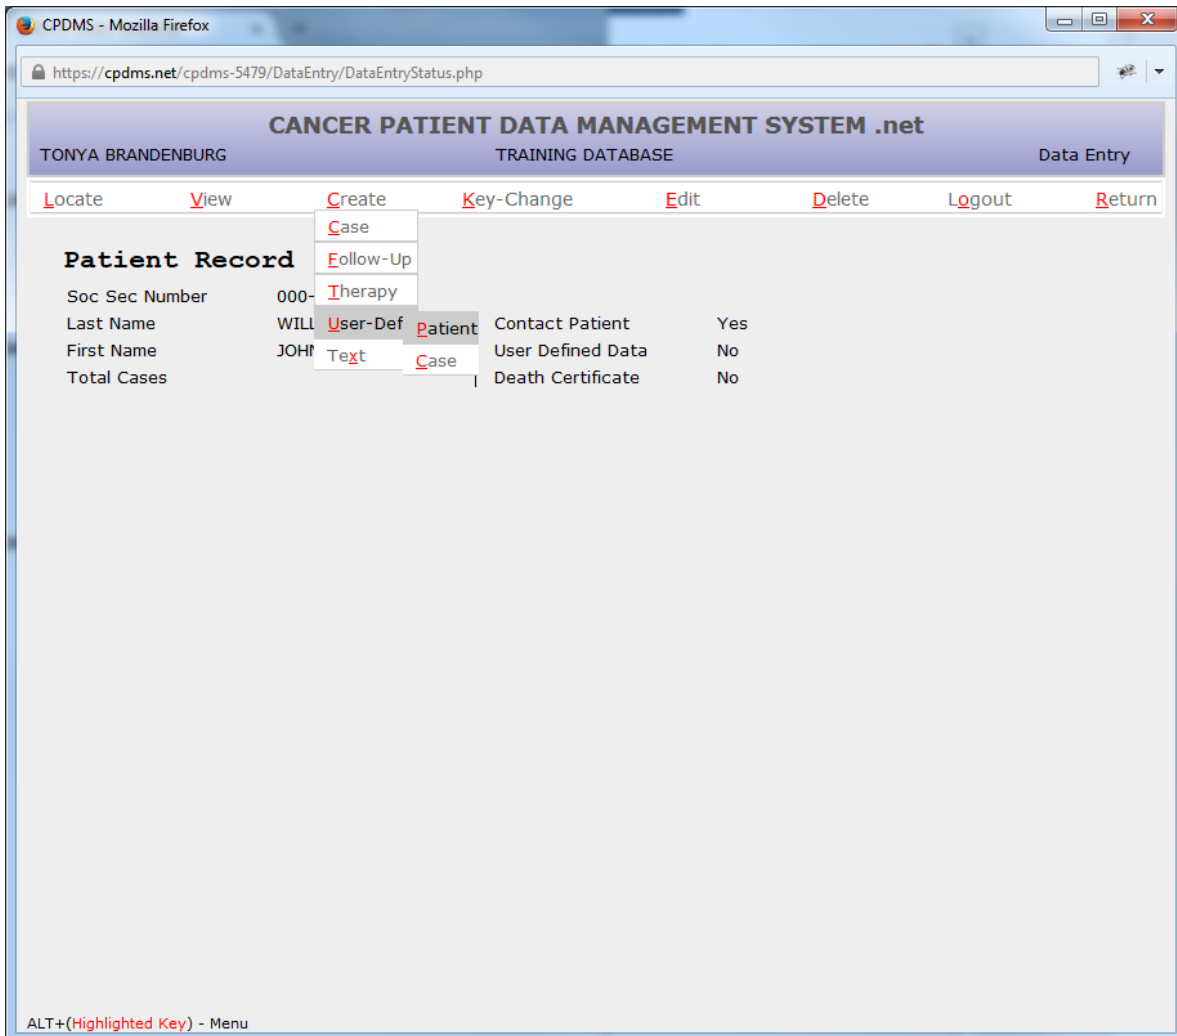 CPDMS - Mozilla Firefox
https://cpdms.net/cpdms-5479/DataEntry/DataEntryStatus.php
CANCER PATIENT DATA MANAGEMENT SYSTEM .net
TONYA BRANDENBURG TRAINING DATABASE Data Entry
Locate View Create Key-Change Edit Delete Logout Return
Case
Patient Record Follow-Up
Soc Sec Number 000- Therapy
Last Name WILL User-Def Patient Contact Patient Yes
First Name JOHN Text User Defined Data No
Case
Total Cases 1 Death Certificate No
ALT+(Highlighted Key) - Menu